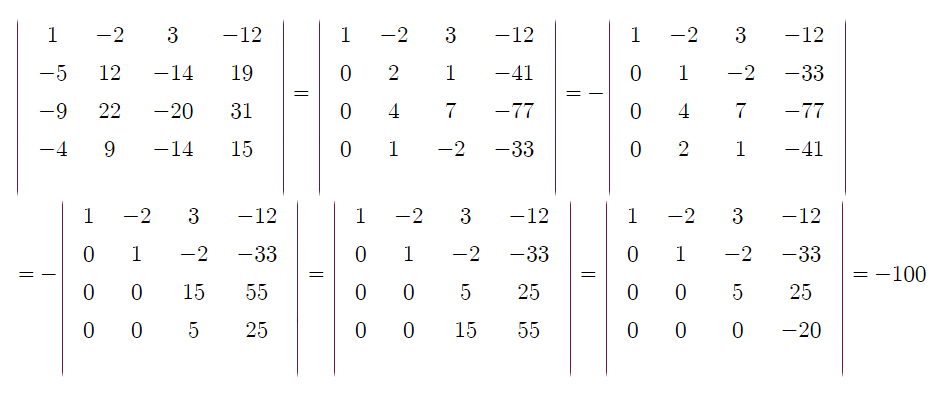 1 −2 3 −12 1 −2 3 −12 1 −2 3 −12
−5 12 −14 19 0 2 1 −41 0 1 −2 −33
= = −
−9 22 −20 31 0 4 7 −77 0 4 7 −77
−4 9 −14 15 0 1 −2 −33 0 2 1 −41
1 −2 3 −12 1 −2 3 −12 1 −2 3 −12
0 1 −2 −33 0 1 −2 −33 0 1 −2 −33
= − = = = −100
0 0 15 55 0 0 5 25 0 0 5 25
0 0 5 25 0 0 15 55 0 0 0 −20